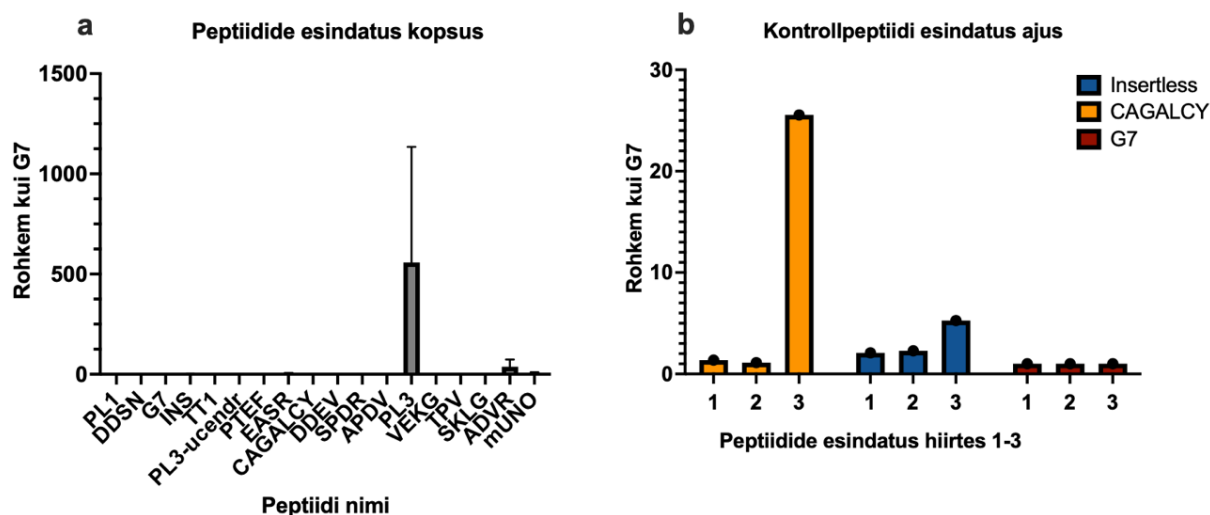 a
Peptiidide esindatus kopsus
1500
1000
500
0
Rohkem kui G7
PL1
DDSN
G7
INS
TT1
PL3-ucendr
PTEF
EASR
CAGALCY
DDEV
SPDR
APDV
PL3
VEKG
TPV
SKLG
ADVR
mUNO
Peptiidi nimi
b
Kontrollpeptiidi esindatus ajus
30
20
10
0
Rohkem kui G7
Insertless
CAGALCY
G7
1 2 3 1 2 3 1 2 3
Peptiidide esindatus hiirtes 1-3